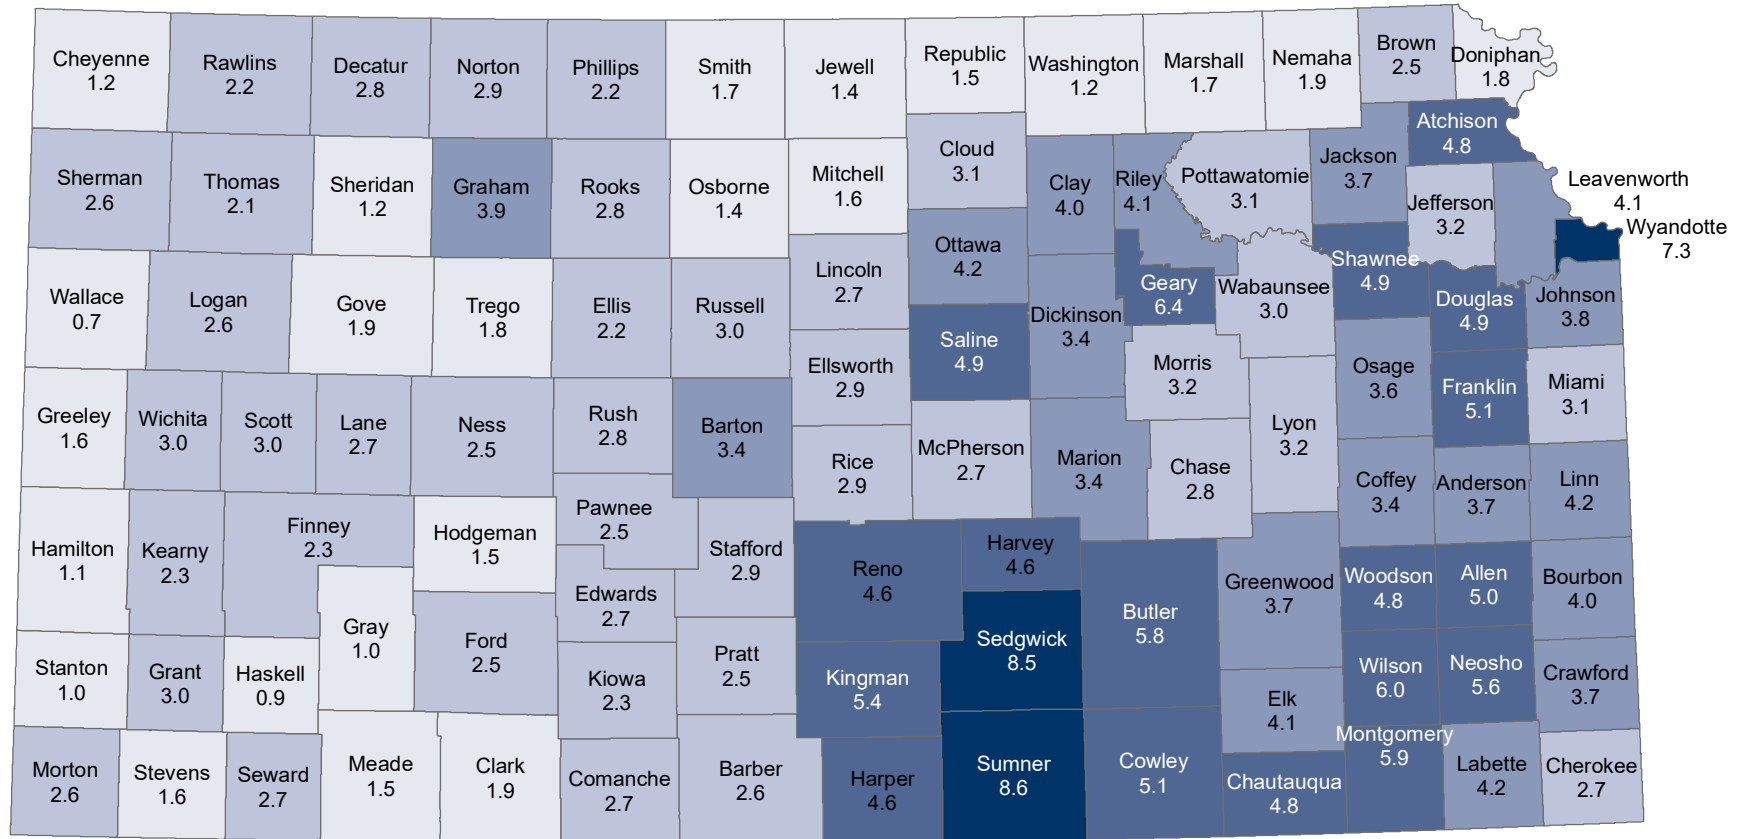 Cheyenne
1.2
Rawlins
2.2
Decatur
2.8
Norton
2.9
Phillips
2.2
Smith
1.7
Jewell
1.4
Republic
1.5
Washington
1.2
Marshall
1.7
Nemaha
1.9
Brown
2.5
Doniphan
1.8
Sherman
2.6
Thomas
2.1
Sheridan
1.2
Graham
3.9
Rooks
2.8
Osborne
1.4
Mitchell
1.6
Cloud
3.1
Clay
4.0
Riley
4.1
Pottawatomie
3.1
Jackson
3.7
Atchison
4.8
Jefferson
3.2
Leavenworth
4.1
Wyandotte
7.3
Wallace
0.7
Logan
2.6
Gove
1.9
Trego
1.8
Ellis
2.2
Russell
3.0
Lincoln
2.7
Ottawa
4.2
Dickinson
3.4
Geary
6.4
Wabaunsee
3.0
Shawnee
4.9
Douglas
4.9
Johnson
3.8
Ellsworth
2.9
Saline
4.9
Morris
3.2
Osage
3.6
Franklin
5.1
Miami
3.1
Greeley
1.6
Wichita
3.0
Scott
3.0
Lane
2.7
Ness
2.5
Rush
2.8
Barton
3.4
Rice
2.9
McPherson
2.7
Marion
3.4
Chase
2.8
Lyon
3.2
Coffey
3.4
Anderson
3.7
Linn
4.2
Hamilton
1.1
Kearny
2.3
Finney
2.3
Hodgeman
1.5
Pawnee
2.5
Stafford
2.9
Edwards
2.7
Reno
4.6
Harvey
4.6
Butler
5.8
Greenwood
3.7
Woodson
4.8
Allen
5.0
Bourbon
4.0
Stanton
1.0
Grant
3.0
Haskell
0.9
Gray
1.0
Ford
2.5
Kiowa
2.3
Pratt
2.5
Kingman
5.4
Sedgwick
8.5
Elk
4.1
Wilson
6.0
Neosho
5.6
Crawford
3.7
Morton
2.6
Stevens
1.6
Seward
2.7
Meade
1.5
Clark
1.9
Comanche
2.7
Barber
2.6
Harper
4.6
Sumner
8.6
Cowley
5.1
Chautauqua
4.8
Montgomery
5.9
Labette
4.2
Cherokee
2.7